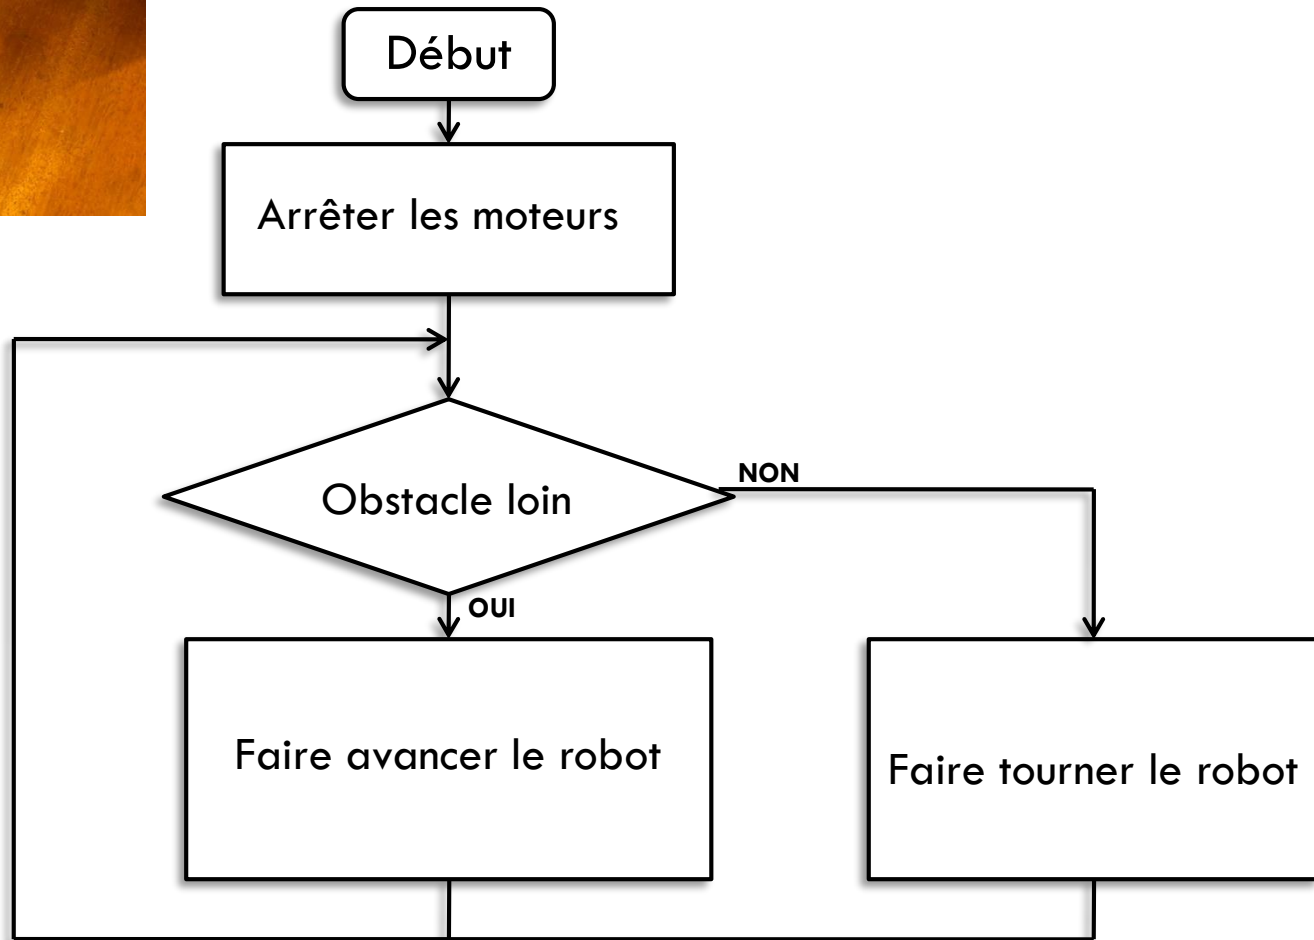 Début
Arrêter les moteurs
Obstacle loin
NON
OUI
Faire avancer le robot
Faire tourner le robot